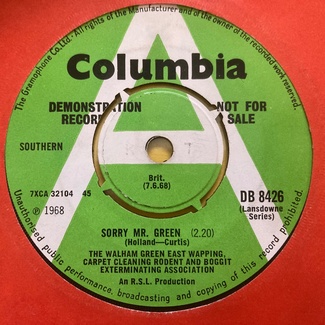 The Gramophone Co. Ltd. · All rights of the Manufacturer and of the owner of the recorded work reserved
Columbia
DEMONSTRATION
RECORD
NOT FOR
SALE
SOUTHERN
Brit.
(7.6.68)
7XCA 32104 45
℗ 1968
DB 8426
(Lansdowne
Series)
SORRY MR. GREEN (2.20)
(Holland—Curtis)
THE WALHAM GREEN EAST WAPPING,
CARPET CLEANING RODENT AND BOGGIT
EXTERMINATING ASSOCIATION
An R.S.L. Production
Unauthorised public performance, broadcasting and copying of this record prohibited.